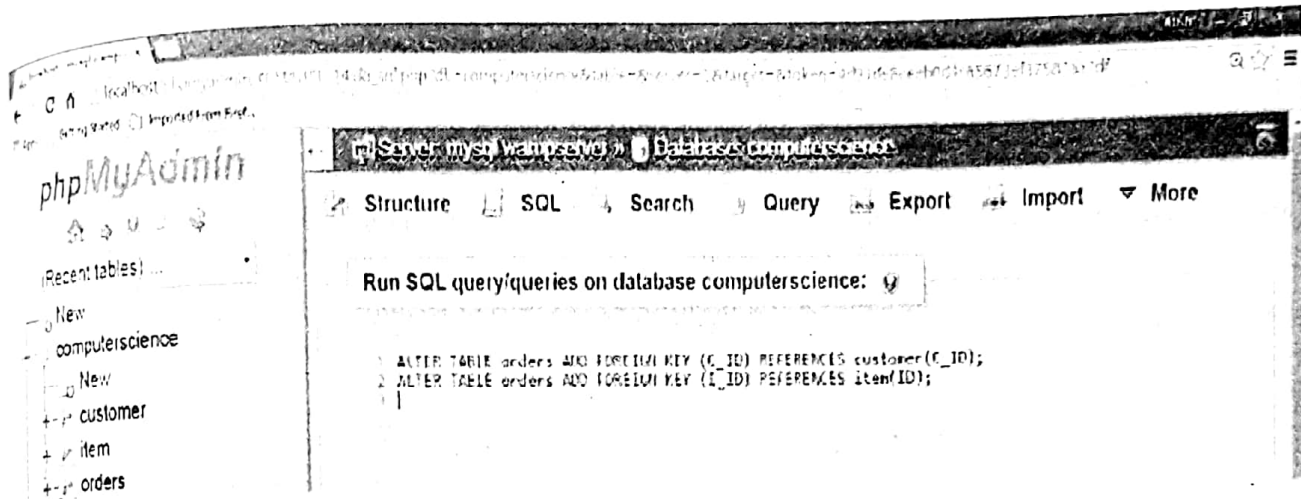 phpMyAdmin
(Recent tables) ...
New
computerscience
New
customer
item
orders
Server: mysql wampserver » Database: computerscience
Structure SQL Search Query Export Import More
Run SQL query/queries on database computerscience:
1 ALTER TABLE orders ADD FOREIGN KEY (C_ID) REFERENCES customer(C_ID);
2 ALTER TABLE orders ADD FOREIGN KEY (I_ID) REFERENCES item(ID);
3